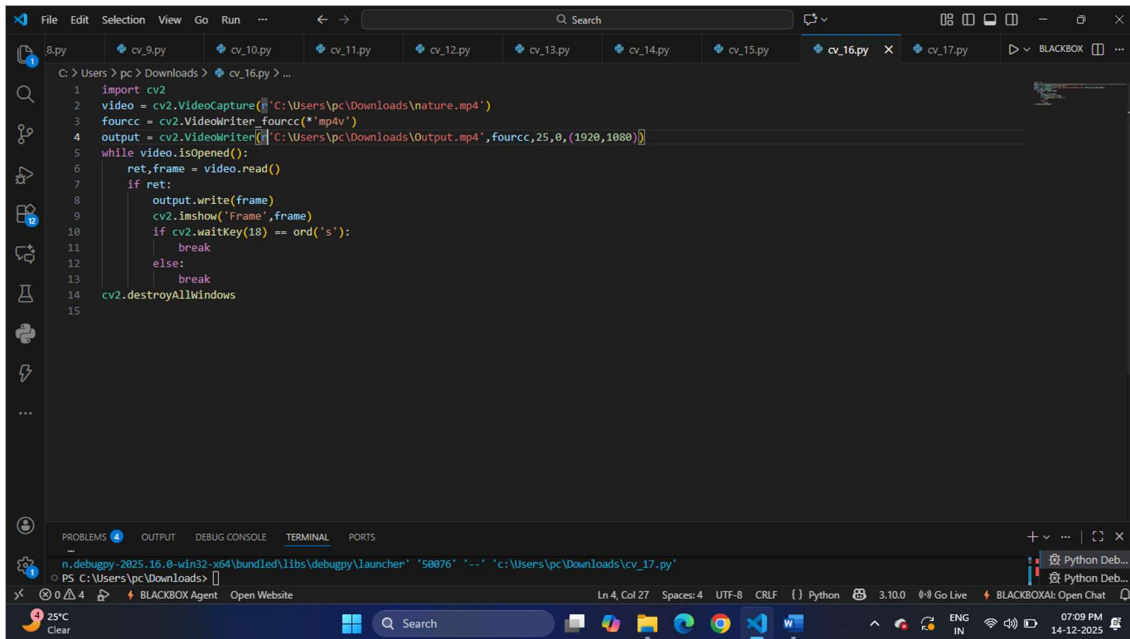 File Edit Selection View Go Run ··· Search
8.py cv_9.py cv_10.py cv_11.py cv_12.py cv_13.py cv_14.py cv_15.py cv_16.py cv_17.py BLACKBOX ···
C: > Users > pc > Downloads > cv_16.py > ...
1 import cv2
2 video = cv2.VideoCapture(r'C:\Users\pc\Downloads\nature.mp4')
3 fourcc = cv2.VideoWriter_fourcc(*'mp4v')
4 output = cv2.VideoWriter(r'C:\Users\pc\Downloads\Output.mp4',fourcc,25,0,(1920,1080))
5 while video.isOpened():
6 ret,frame = video.read()
7 if ret:
8 output.write(frame)
9 cv2.imshow('Frame',frame)
10 if cv2.waitKey(18) == ord('s'):
11 break
12 else:
13 break
14 cv2.destroyAllWindows
15
1
12
1
PROBLEMS 4 OUTPUT DEBUG CONSOLE TERMINAL PORTS ···
n.debugpy-2025.16.0-win32-x64\bundled\libs\debugpy\launcher' '50076' '--' 'c:\Users\pc\Downloads\cv_17.py'
PS C:\Users\pc\Downloads>
Python Deb...
Python Deb...
0 4 BLACKBOX Agent Open Website Ln 4, Col 27 Spaces: 4 UTF-8 CRLF {} Python 3.10.0 Go Live BLACKBOXAI: Open Chat
4 25°C
Clear
Search
ENG
IN
07:09 PM
14-12-2025